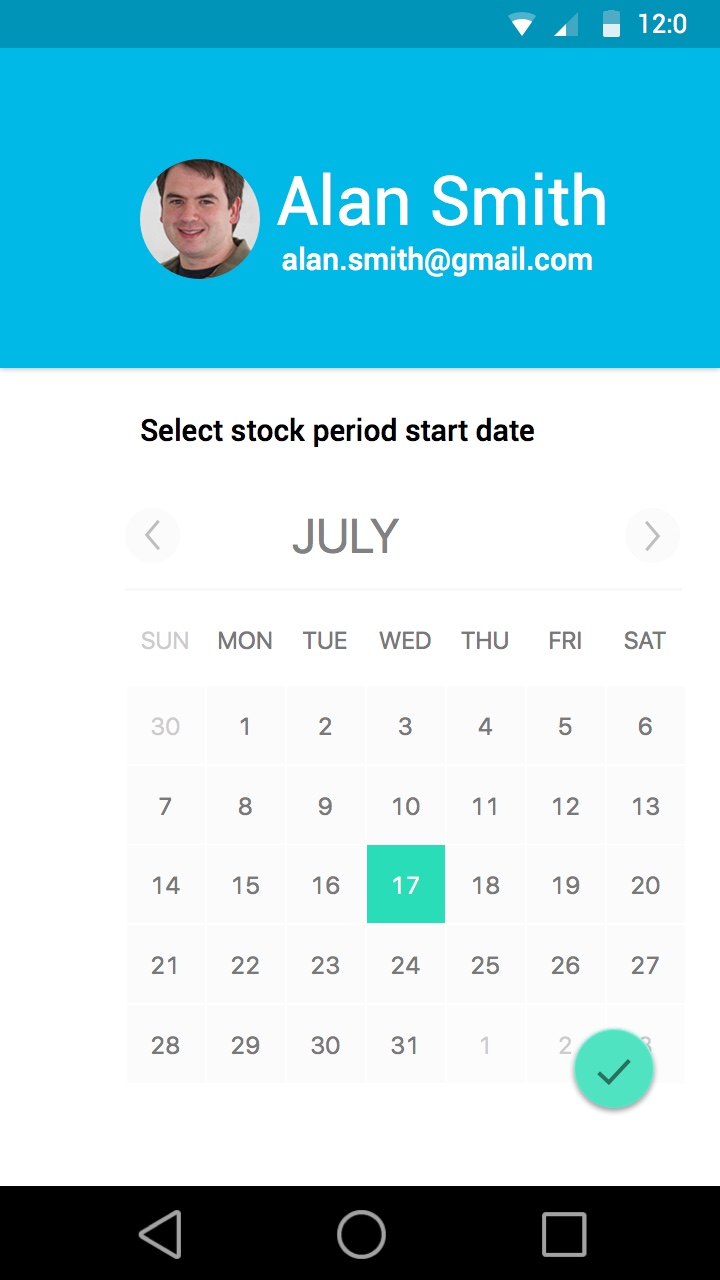 12:0
Alan Smith
alan.smith@gmail.com
Select stock period start date
JULY
SUN MON TUE WED THU FRI SAT
30 1 2 3 4 5 6
7 8 9 10 11 12 13
14 15 16 17 18 19 20
21 22 23 24 25 26 27
28 29 30 31 1 2 3